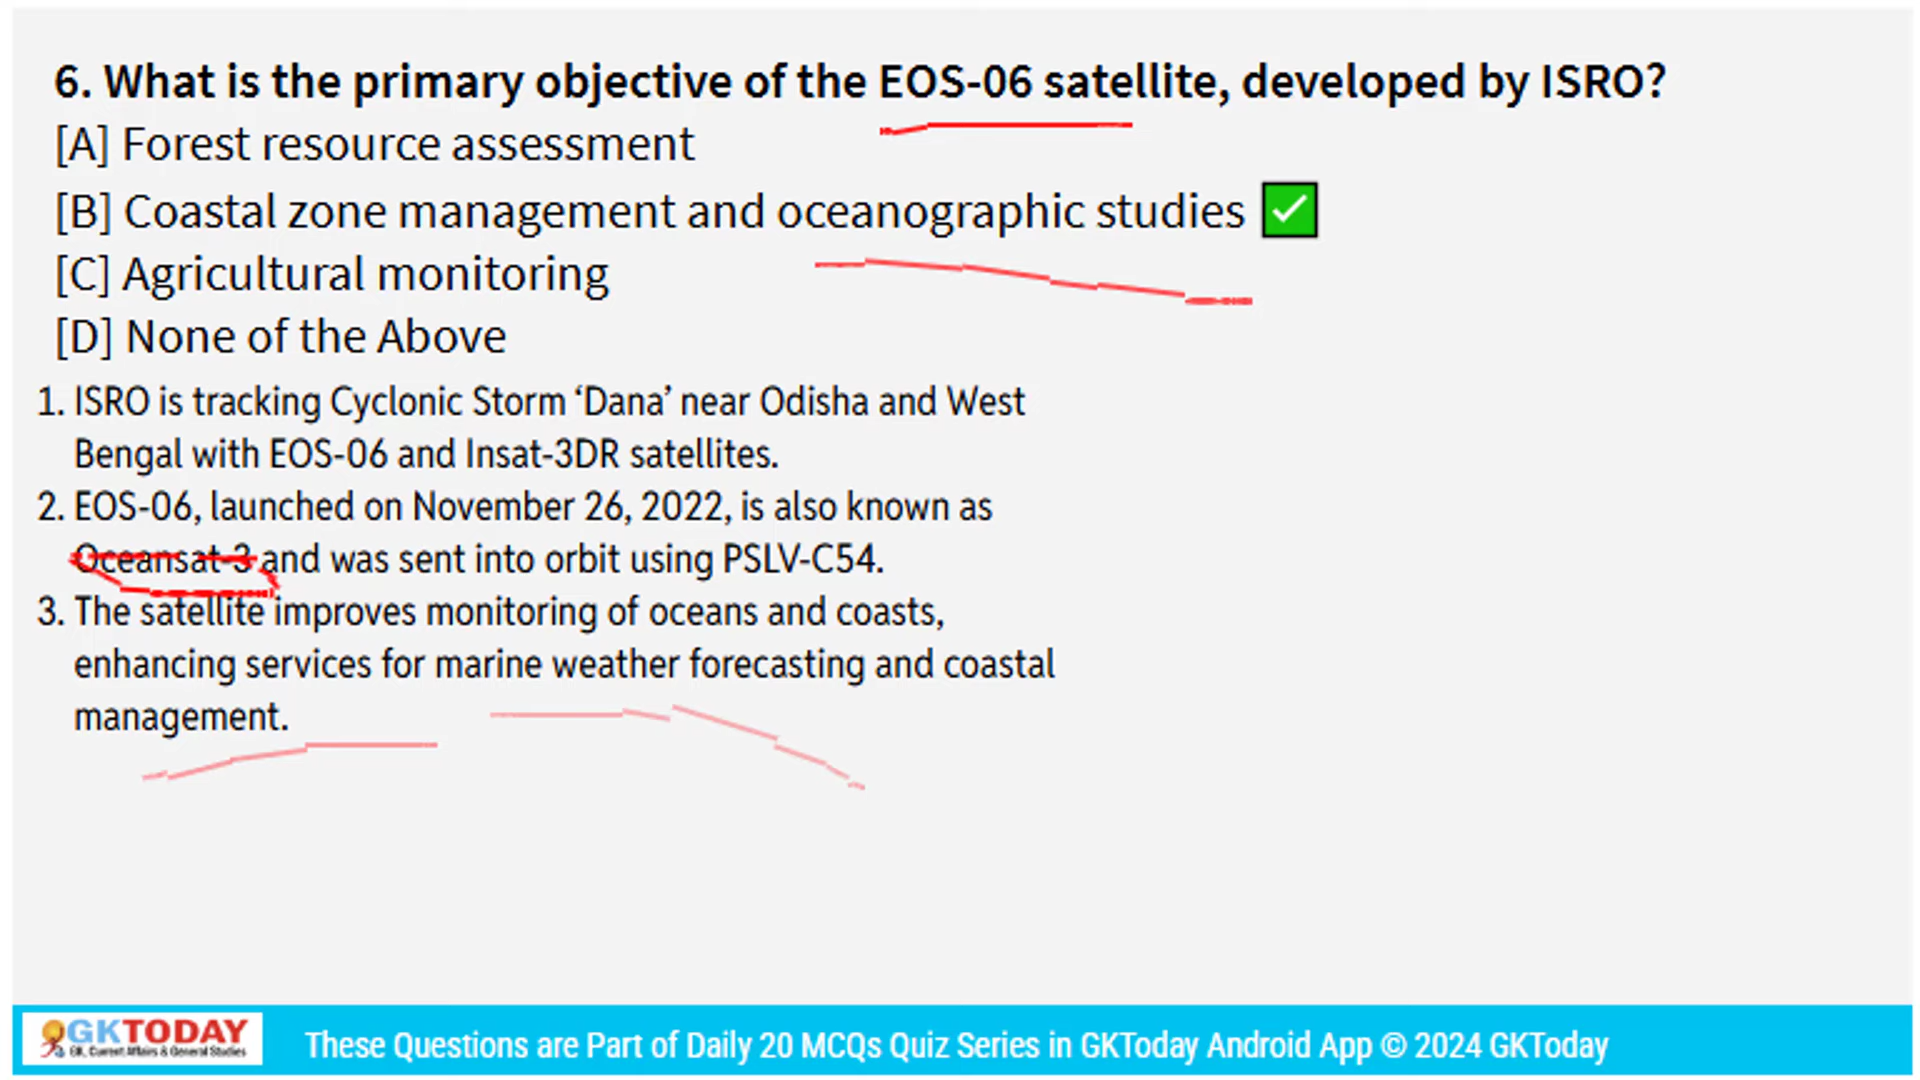 6. What is the primary objective of the EOS-06 satellite, developed by ISRO?
[A] Forest resource assessment
[B] Coastal zone management and oceanographic studies
[C] Agricultural monitoring
[D] None of the Above
1. ISRO is tracking Cyclonic Storm ‘Dana’ near Odisha and West
Bengal with EOS-06 and Insat-3DR satellites.
2. EOS-06, launched on November 26, 2022, is also known as
Oceansat-3 and was sent into orbit using PSLV-C54.
3. The satellite improves monitoring of oceans and coasts,
enhancing services for marine weather forecasting and coastal
management.
GKTODAY
GK, Current Affairs & General Studies
These Questions are Part of Daily 20 MCQs Quiz Series in GKToday Android App © 2024 GKToday